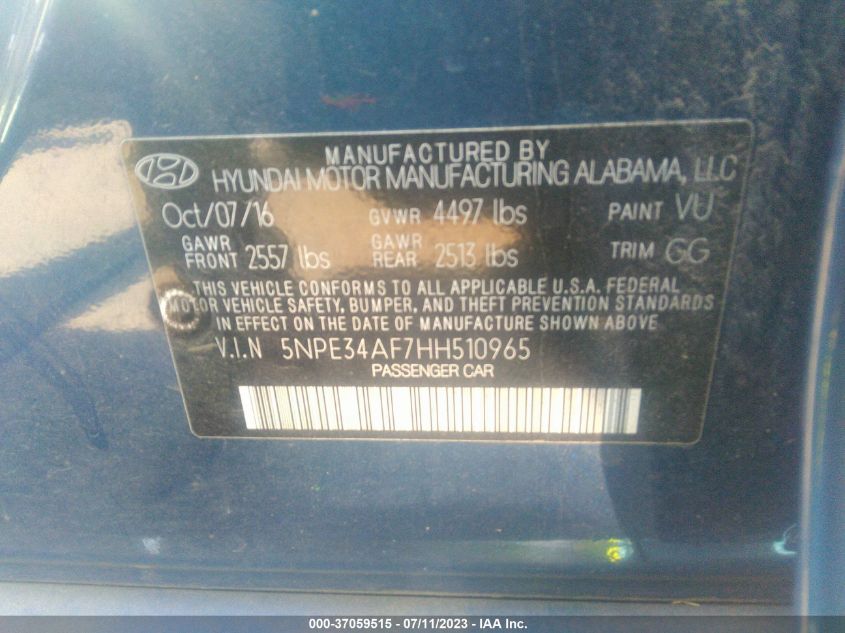 MANUFACTURED BY
HYUNDAI MOTOR MANUFACTURING ALABAMA, LLC
Oct/07/16 GVWR 4497 lbs PAINT VU
GAWR FRONT 2557 lbs GAWR REAR 2513 lbs TRIM GG
THIS VEHICLE CONFORMS TO ALL APPLICABLE U.S.A. FEDERAL
MOTOR VEHICLE SAFETY, BUMPER, AND THEFT PREVENTION STANDARDS
IN EFFECT ON THE DATE OF MANUFACTURE SHOWN ABOVE
V.I.N 5NPE34AF7HH510965
PASSENGER CAR
000-37059515 - 07/11/2023 - IAA Inc.